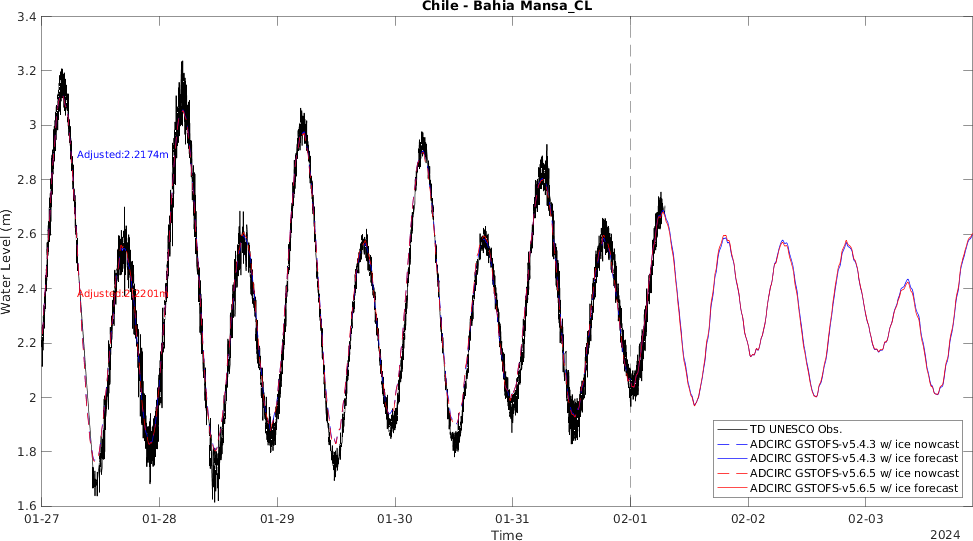 Chile - Bahia Mansa_CL
3.4
3.2
3
2.8
2.6
2.4
2.2
2
1.8
1.6
Water Level (m)
Adjusted:2.2174m
Adjusted:2.2201m
TD UNESCO Obs.
ADCIRC GSTOFS-v5.4.3 w/ ice nowcast
ADCIRC GSTOFS-v5.4.3 w/ ice forecast
ADCIRC GSTOFS-v5.6.5 w/ ice nowcast
ADCIRC GSTOFS-v5.6.5 w/ ice forecast
01-27 01-28 01-29 01-30 01-31 02-01 02-02 02-03
Time
2024